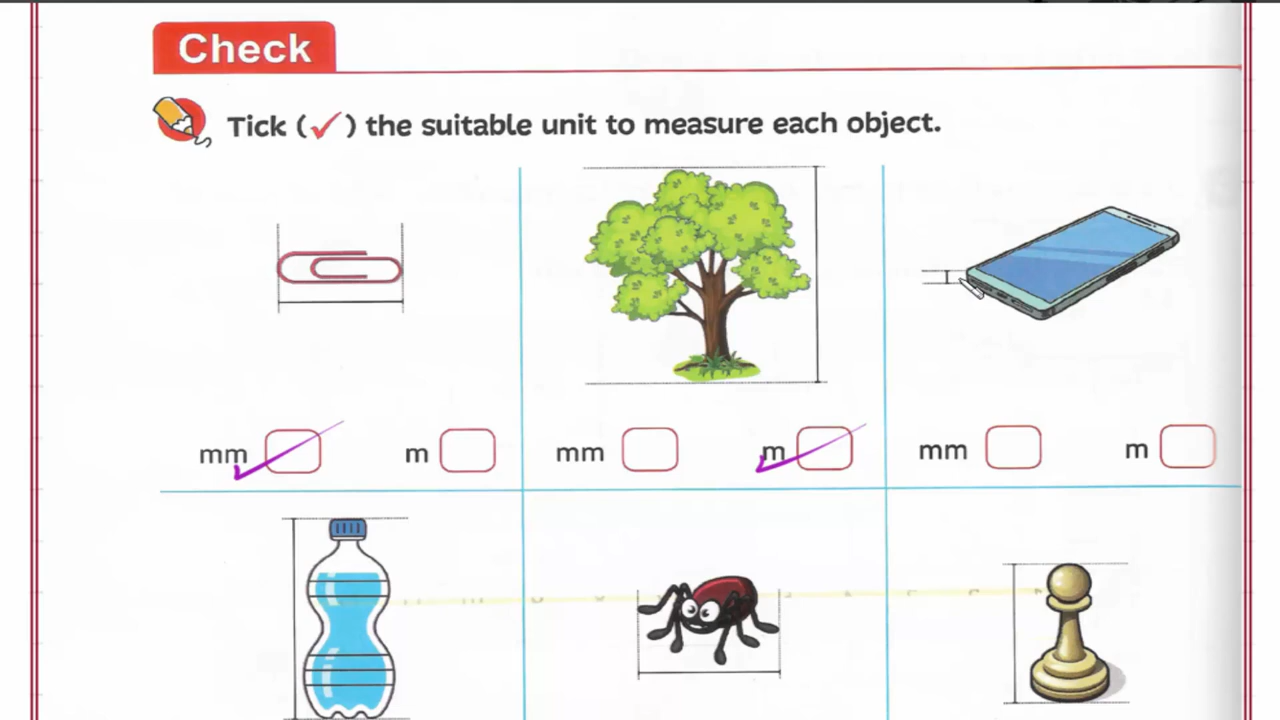 Check
Tick (✓) the suitable unit to measure each object.
mm m mm m mm m